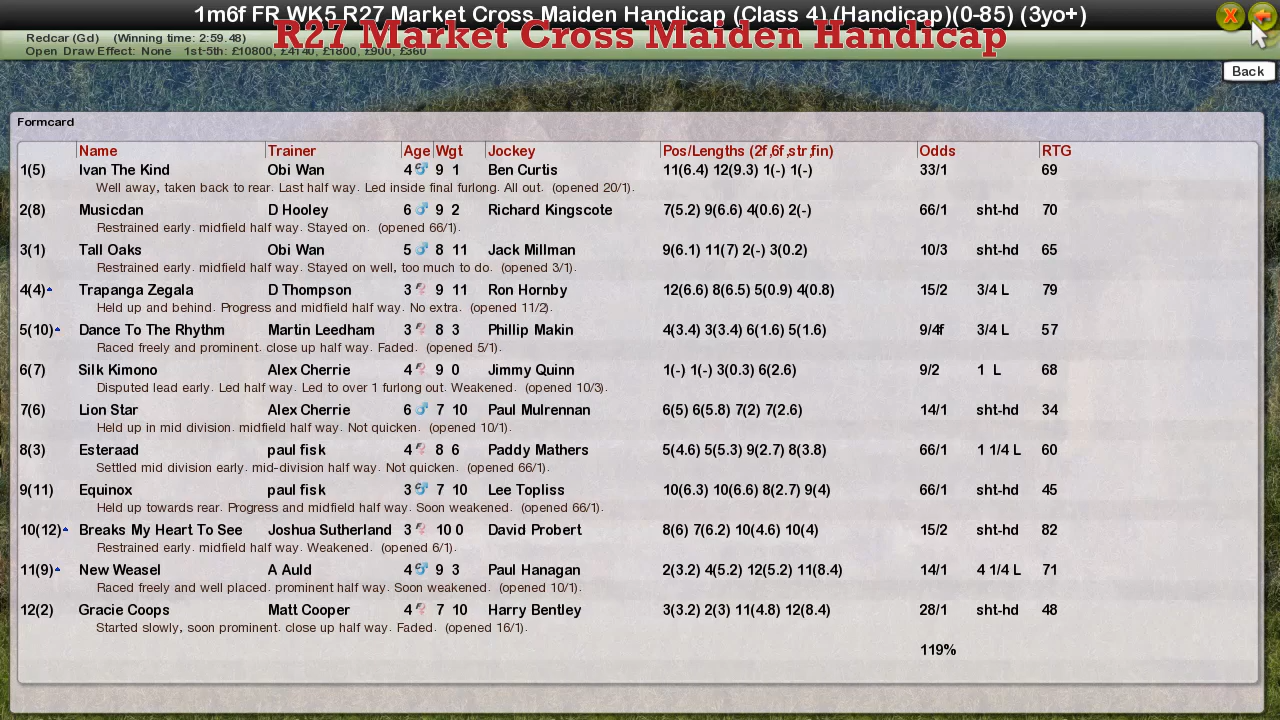 1m6f FR WK5 R27 Market Cross Maiden Handicap (Class 4) (Handicap)(0-85) (3yo+)
R27 Market Cross Maiden Handicap
Redcar (Gd) (Winning time: 2:59.48)
Open Draw Effect: None 1st-5th: £10800, £4140, £1800, £900, £360
Back
Formcard
Name Trainer Age Wgt Jockey Pos/Lengths (2f,6f,str,fin) Odds RTG
1(5) Ivan The Kind Obi Wan 4 9 1 Ben Curtis 11(6.4) 12(9.3) 1(-) 1(-) 33/1 69
Well away, taken back to rear. Last half way. Led inside final furlong. All out. (opened 20/1).
2(8) Musicdan D Hooley 6 9 2 Richard Kingscote 7(5.2) 9(6.6) 4(0.6) 2(-) 66/1 sht-hd 70
Restrained early. midfield half way. Stayed on. (opened 66/1).
3(1) Tall Oaks Obi Wan 5 8 11 Jack Millman 9(6.1) 11(7) 2(-) 3(0.2) 10/3 sht-hd 65
Restrained early. midfield half way. Stayed on well, too much to do. (opened 3/1).
4(4) Trapanga Zegala D Thompson 3 9 11 Ron Hornby 12(6.6) 8(6.5) 5(0.9) 4(0.8) 15/2 3/4 L 79
Held up and behind. Progress and midfield half way. No extra. (opened 11/2).
5(10) Dance To The Rhythm Martin Leedham 3 8 3 Phillip Makin 4(3.4) 3(3.4) 6(1.6) 5(1.6) 9/4f 3/4 L 57
Raced freely and prominent. close up half way. Faded. (opened 5/1).
6(7) Silk Kimono Alex Cherrie 4 9 0 Jimmy Quinn 1(-) 1(-) 3(0.3) 6(2.6) 9/2 1 L 68
Disputed lead early. Led half way. Led to over 1 furlong out. Weakened. (opened 10/3).
7(6) Lion Star Alex Cherrie 6 7 10 Paul Mulrennan 6(5) 6(5.8) 7(2) 7(2.6) 14/1 sht-hd 34
Held up in mid division. midfield half way. Not quicken. (opened 10/1).
8(3) Esteraad paul fisk 4 8 6 Paddy Mathers 5(4.6) 5(5.3) 9(2.7) 8(3.8) 66/1 1 1/4 L 60
Settled mid division early. mid-division half way. Not quicken. (opened 66/1).
9(11) Equinox paul fisk 3 7 10 Lee Topliss 10(6.3) 10(6.6) 8(2.7) 9(4) 66/1 sht-hd 45
Held up towards rear. Progress and midfield half way. Soon weakened. (opened 66/1).
10(12) Breaks My Heart To See Joshua Sutherland 3 10 0 David Probert 8(6) 7(6.2) 10(4.6) 10(4) 15/2 sht-hd 82
Restrained early. midfield half way. Weakened. (opened 6/1).
11(9) New Weasel A Auld 4 9 3 Paul Hanagan 2(3.2) 4(5.2) 12(5.2) 11(8.4) 14/1 4 1/4 L 71
Raced freely and well placed. prominent half way. Soon weakened. (opened 10/1).
12(2) Gracie Coops Matt Cooper 4 7 10 Harry Bentley 3(3.2) 2(3) 11(4.8) 12(8.4) 28/1 sht-hd 48
Started slowly, soon prominent. close up half way. Faded. (opened 16/1).
119%